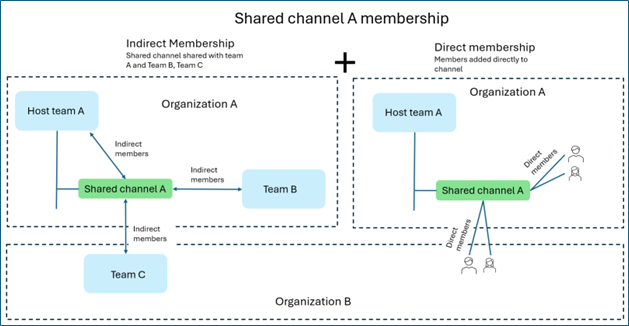 Shared channel A membership
Indirect Membership
Shared channel shared with team
A and Team B, Team C
+
Direct membership
Members added directly to
channel
Organization A
Host team A
Indirect
members
Shared channel A
Indirect
members
Team B
Indirect
members
Team C
Organization A
Host team A
Direct
members
Shared channel A
Direct
members
Organization B